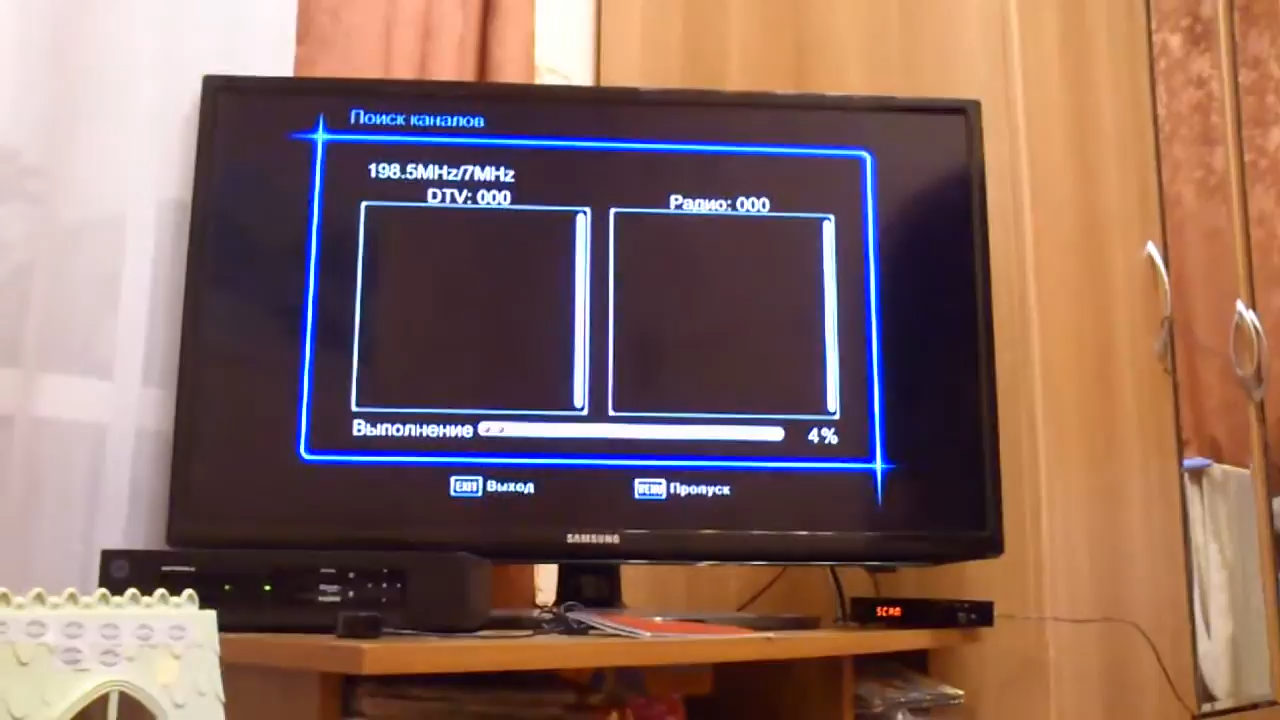 Поиск каналов
198.5MHz/7MHz
DTV: 000
Радио: 000
Выполнение 4%
EXIT Выход
MENU Пропуск
SAMSUNG
SCAN